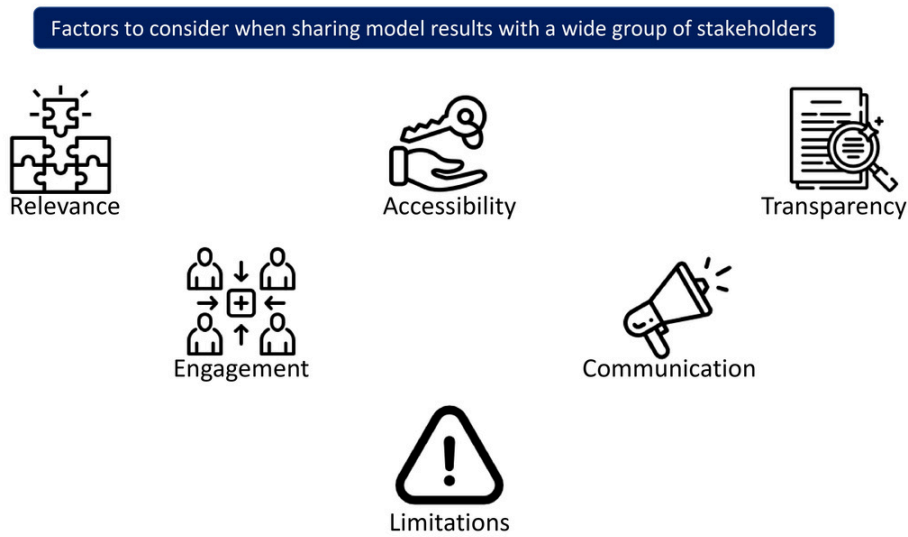 Factors to consider when sharing model results with a wide group of stakeholders
Relevance
Accessibility
Transparency
Engagement
Communication
Limitations